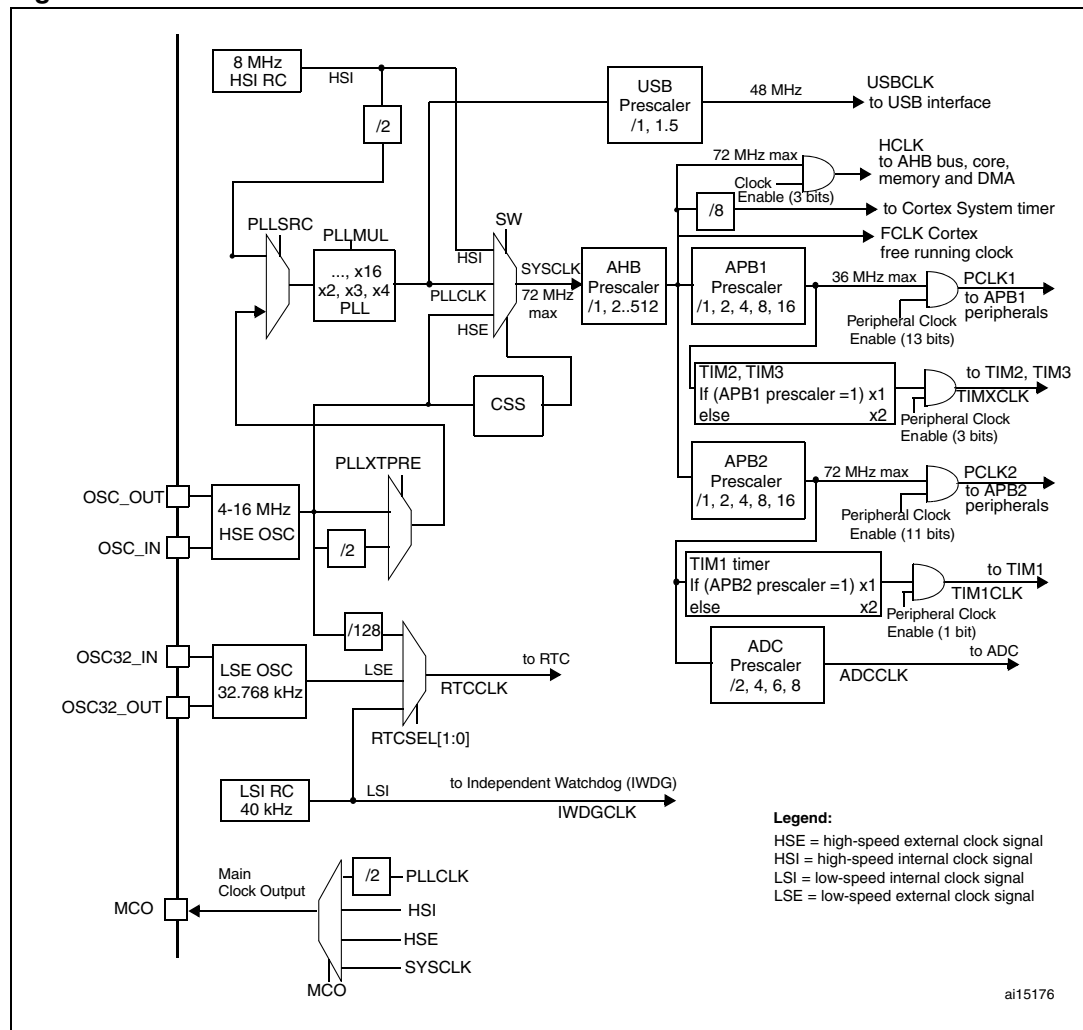 8 MHz
HSI RC
HSI
/2
USB
Prescaler
/1, 1.5
48 MHz
USBCLK
to USB interface
72 MHz max
Clock
Enable (3 bits)
HCLK
to AHB bus, core,
memory and DMA
/8
to Cortex System timer
FCLK Cortex
free running clock
PLLSRC
PLLMUL
..., x16
x2, x3, x4
PLL
SW
HSI
PLLCLK
HSE
SYSCLK
72 MHz
max
AHB
Prescaler
/1, 2..512
APB1
Prescaler
/1, 2, 4, 8, 16
36 MHz max
PCLK1
to APB1
peripherals
Peripheral Clock
Enable (13 bits)
TIM2, TIM3
If (APB1 prescaler =1) x1
else x2
to TIM2, TIM3
TIMXCLK
Peripheral Clock
Enable (3 bits)
CSS
PLLXTPRE
OSC_OUT
OSC_IN
4-16 MHz
HSE OSC
/2
APB2
Prescaler
/1, 2, 4, 8, 16
72 MHz max
PCLK2
to APB2
peripherals
Peripheral Clock
Enable (11 bits)
TIM1 timer
If (APB2 prescaler =1) x1
else x2
to TIM1
TIM1CLK
Peripheral Clock
Enable (1 bit)
/128
OSC32_IN
OSC32_OUT
LSE OSC
32.768 kHz
LSE
to RTC
RTCCLK
RTCSEL[1:0]
ADC
Prescaler
/2, 4, 6, 8
to ADC
ADCCLK
LSI RC
40 kHz
LSI
to Independent Watchdog (IWDG)
IWDGCLK
Legend:
HSE = high-speed external clock signal
HSI = high-speed internal clock signal
LSI = low-speed internal clock signal
LSE = low-speed external clock signal
Main
Clock Output
MCO
/2
PLLCLK
HSI
HSE
SYSCLK
MCO
ai15176